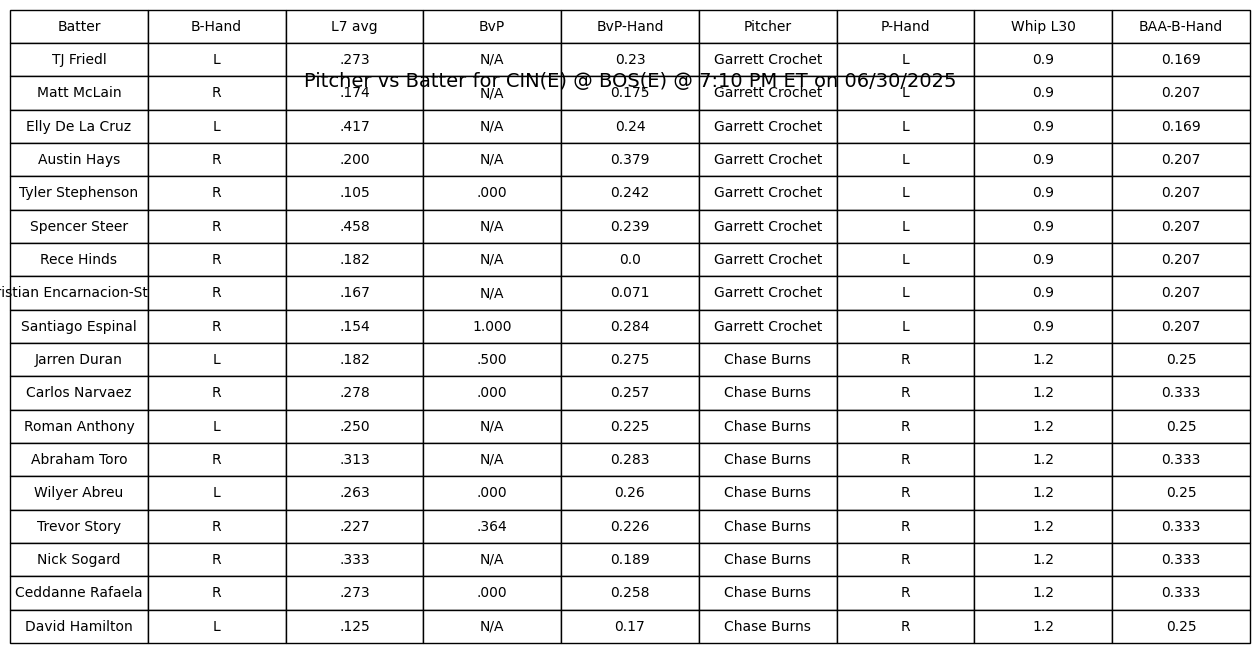 Batter B-Hand L7 avg BvP BvP-Hand Pitcher P-Hand Whip L30 BAA-B-Hand
TJ Friedl L .273 N/A 0.23 Garrett Crochet L 0.9 0.169
Pitcher vs Batter for CIN(E) @ BOS(E) @ 7:10 PM ET on 06/30/2025
Matt McLain R .174 N/A 0.175 Garrett Crochet L 0.9 0.207
Elly De La Cruz L .417 N/A 0.24 Garrett Crochet L 0.9 0.169
Austin Hays R .200 N/A 0.379 Garrett Crochet L 0.9 0.207
Tyler Stephenson R .105 .000 0.242 Garrett Crochet L 0.9 0.207
Spencer Steer R .458 N/A 0.239 Garrett Crochet L 0.9 0.207
Rece Hinds R .182 N/A 0.0 Garrett Crochet L 0.9 0.207
istian Encarnacion-St R .167 N/A 0.071 Garrett Crochet L 0.9 0.207
Santiago Espinal R .154 1.000 0.284 Garrett Crochet L 0.9 0.207
Jarren Duran L .182 .500 0.275 Chase Burns R 1.2 0.25
Carlos Narvaez R .278 .000 0.257 Chase Burns R 1.2 0.333
Roman Anthony L .250 N/A 0.225 Chase Burns R 1.2 0.25
Abraham Toro R .313 N/A 0.283 Chase Burns R 1.2 0.333
Wilyer Abreu L .263 .000 0.26 Chase Burns R 1.2 0.25
Trevor Story R .227 .364 0.226 Chase Burns R 1.2 0.333
Nick Sogard R .333 N/A 0.189 Chase Burns R 1.2 0.333
Ceddanne Rafaela R .273 .000 0.258 Chase Burns R 1.2 0.333
David Hamilton L .125 N/A 0.17 Chase Burns R 1.2 0.25